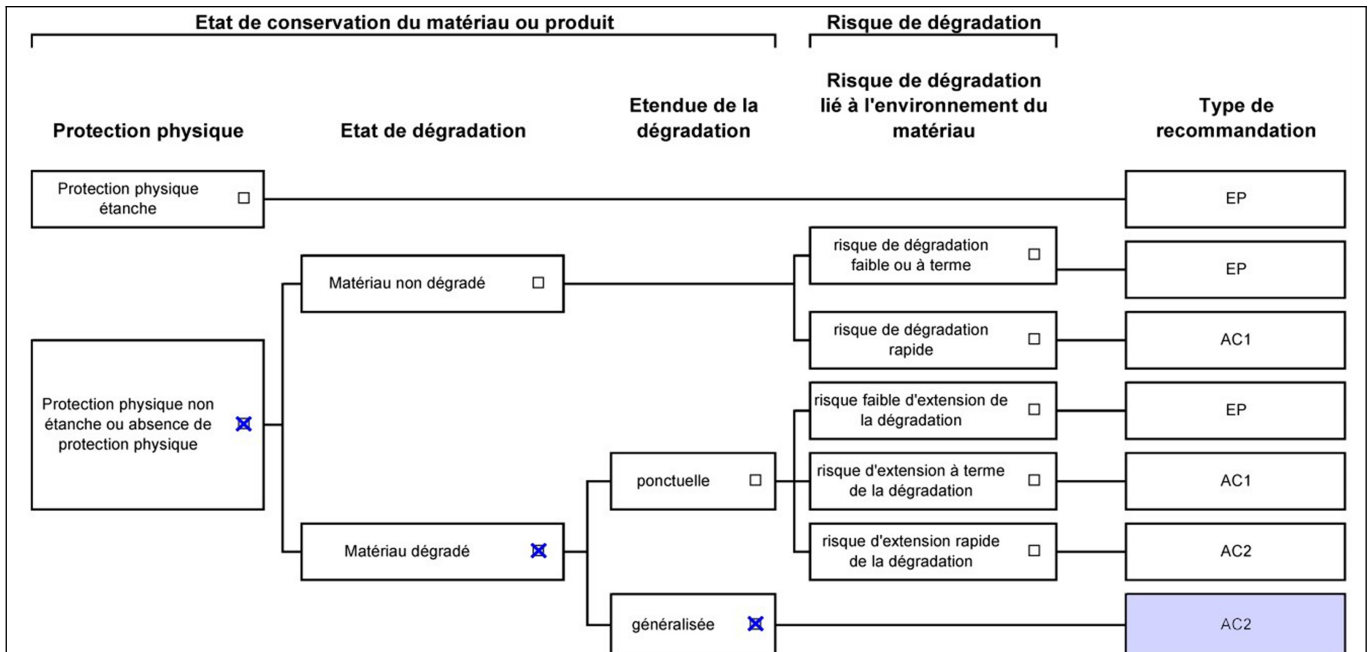 Etat de conservation du matériau ou produit
Risque de dégradation
Protection physique
Etat de dégradation
Etendue de la
dégradation
Risque de dégradation
lié à l'environnement du
matériau
Type de
recommandation
Protection physique
étanche
EP
Matériau non dégradé
risque de dégradation
faible ou à terme
EP
risque de dégradation
rapide
AC1
Protection physique non
étanche ou absence de
protection physique
Matériau dégradé
ponctuelle
risque faible d'extension de
la dégradation
EP
risque d'extension à terme
de la dégradation
AC1
risque d'extension rapide
de la dégradation
AC2
généralisée
AC2